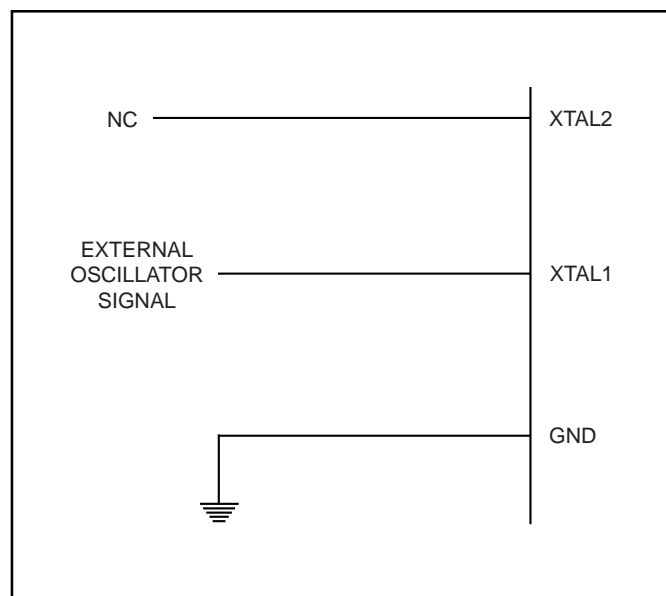 NC
XTAL2
EXTERNAL
OSCILLATOR
SIGNAL
XTAL1
GND